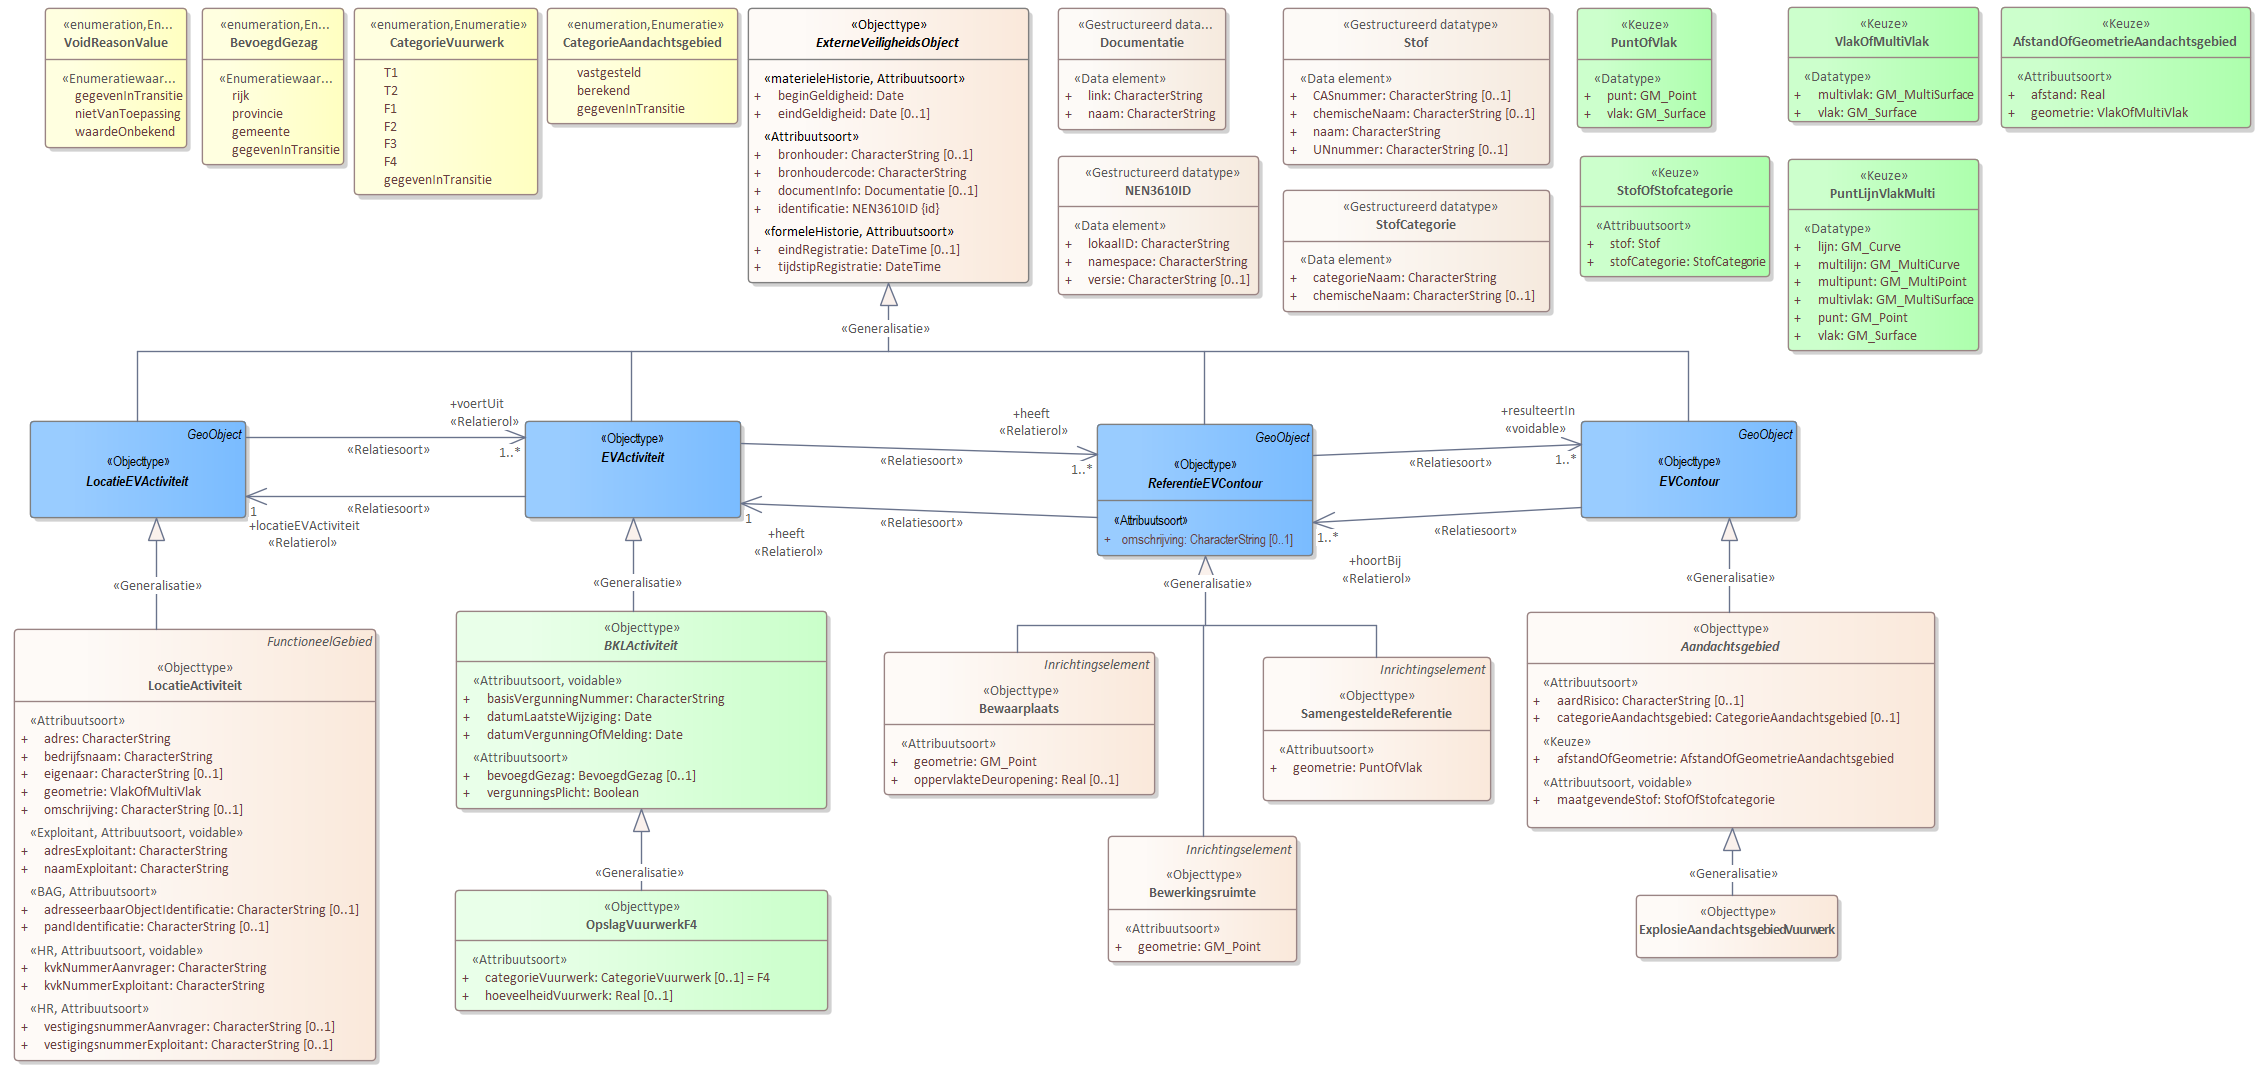 «enumeration,En...
VoidReasonValue
«Enumeratiewaar...
gegevenInTransitie
nietVanToepassing
waardeOnbekend
«enumeration,En...
BevoegdGezag
«Enumeratiewaar...
rijk
provincie
gemeente
gegevenInTransitie
«enumeration,Enumeratie»
CategorieVuurwerk
T1
T2
F1
F2
F3
F4
gegevenInTransitie
«enumeration,Enumeratie»
CategorieAandachtsgebied
vastgesteld
berekend
gegevenInTransitie
«Objecttype»
ExterneVeiligheidsObject
«materieleHistorie, Attribuutsoort»
+ beginGeldigheid: Date
+ eindGeldigheid: Date [0..1]
«Attribuutsoort»
+ bronhouder: CharacterString [0..1]
+ bronhoudercode: CharacterString
+ documentInfo: Documentatie [0..1]
+ identificatie: NEN3610ID {id}
«formeleHistorie, Attribuutsoort»
+ eindRegistratie: DateTime [0..1]
+ tijdstipRegistratie: DateTime
«Gestructureerd data...
Documentatie
«Data element»
+ link: CharacterString
+ naam: CharacterString
«Gestructureerd datatype»
NEN3610ID
«Data element»
+ lokaalID: CharacterString
+ namespace: CharacterString
+ versie: CharacterString [0..1]
«Gestructureerd datatype»
Stof
«Data element»
+ CASnummer: CharacterString [0..1]
+ chemischeNaam: CharacterString [0..1]
+ naam: CharacterString
+ UNnummer: CharacterString [0..1]
«Gestructureerd datatype»
StofCategorie
«Data element»
+ categorieNaam: CharacterString
+ chemischeNaam: CharacterString [0..1]
«Keuze»
PuntOfVlak
«Datatype»
+ punt: GM_Point
+ vlak: GM_Surface
«Keuze»
StofOfStofcategorie
«Attribuutsoort»
+ stof: Stof
+ stofCategorie: StofCategorie
«Keuze»
VlakOfMultiVlak
«Datatype»
+ multivlak: GM_MultiSurface
+ vlak: GM_Surface
«Keuze»
PuntLijnVlakMulti
«Datatype»
+ lijn: GM_Curve
+ multilijn: GM_MultiCurve
+ multipunt: GM_MultiPoint
+ multivlak: GM_MultiSurface
+ punt: GM_Point
+ vlak: GM_Surface
«Keuze»
AfstandOfGeometrieAandachtsgebied
«Attribuutsoort»
+ afstand: Real
+ geometrie: VlakOfMultiVlak
«Generalisatie»
GeoObject
«Objecttype»
LocatieEVActiviteit
+voertUit
«Relatierol»
«Relatiesoort»
1..*
«Relatiesoort»
1
+locatieEVActiviteit
«Relatierol»
«Objecttype»
EVActiviteit
+heeft
«Relatierol»
«Relatiesoort»
1..*
«Relatiesoort»
1
+heeft
«Relatierol»
GeoObject
«Objecttype»
ReferentieEVContour
«Attribuutsoort»
+ omschrijving: CharacterString [0..1]
+resulteertIn
«voidable»
«Relatiesoort»
1..*
«Relatiesoort»
1..*
+hoortBij
«Relatierol»
GeoObject
«Objecttype»
EVContour
«Generalisatie»
«Generalisatie»
«Generalisatie»
«Generalisatie»
FunctioneelGebied
«Objecttype»
LocatieActiviteit
«Attribuutsoort»
+ adres: CharacterString
+ bedrijfsnaam: CharacterString
+ eigenaar: CharacterString [0..1]
+ geometrie: VlakOfMultiVlak
+ omschrijving: CharacterString [0..1]
«Exploitant, Attribuutsoort, voidable»
+ adresExploitant: CharacterString
+ naamExploitant: CharacterString
«BAG, Attribuutsoort»
+ adresseerbaarObjectIdentificatie: CharacterString [0..1]
+ pandIdentificatie: CharacterString [0..1]
«HR, Attribuutsoort, voidable»
+ kvkNummerAanvrager: CharacterString
+ kvkNummerExploitant: CharacterString
«HR, Attribuutsoort»
+ vestigingsnummerAanvrager: CharacterString [0..1]
+ vestigingsnummerExploitant: CharacterString [0..1]
«Objecttype»
BKLActiviteit
«Attribuutsoort, voidable»
+ basisVergunningNummer: CharacterString
+ datumLaatsteWijziging: Date
+ datumVergunningOfMelding: Date
«Attribuutsoort»
+ bevoegdGezag: BevoegdGezag [0..1]
+ vergunningsPlicht: Boolean
«Generalisatie»
«Objecttype»
OpslagVuurwerkF4
«Attribuutsoort»
+ categorieVuurwerk: CategorieVuurwerk [0..1] = F4
+ hoeveelheidVuurwerk: Real [0..1]
Inrichtingselement
«Objecttype»
Bewaarplaats
«Attribuutsoort»
+ geometrie: GM_Point
+ oppervlakteDeuropening: Real [0..1]
Inrichtingselement
«Objecttype»
SamengesteldeReferentie
«Attribuutsoort»
+ geometrie: PuntOfVlak
Inrichtingselement
«Objecttype»
Bewerkingsruimte
«Attribuutsoort»
+ geometrie: GM_Point
«Objecttype»
Aandachtsgebied
«Attribuutsoort»
+ aardRisico: CharacterString [0..1]
+ categorieAandachtsgebied: CategorieAandachtsgebied [0..1]
«Keuze»
+ afstandOfGeometrie: AfstandOfGeometrieAandachtsgebied
«Attribuutsoort, voidable»
+ maatgevendeStof: StofOfStofcategorie
«Generalisatie»
«Objecttype»
ExplosieAandachtsgebiedVuurwerk